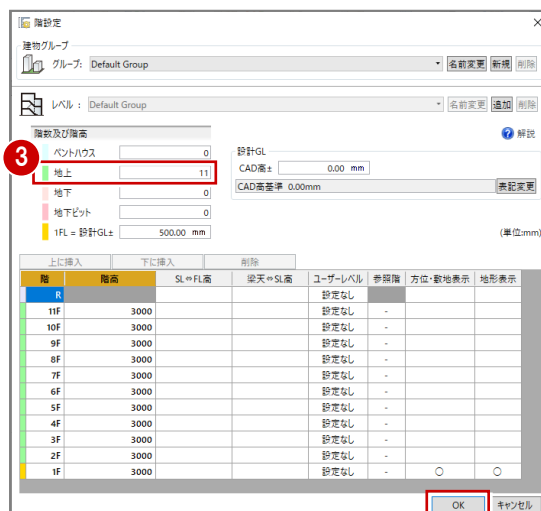 階設定
建物グループ
グループ: Default Group 名前変更 新規 削除
レベル : Default Group 名前変更 追加 削除
階数及び階高 解説
3
ペントハウス 0
地上 11
地下 0
地下ピット 0
1FL = 設計GL± 500.00 mm
設計GL
CAD高± 0.00 mm
CAD高基準 0.00mm 表記変更
(単位:mm)
上に挿入 下に挿入 削除
階 階高 SL⇔FL高 梁天⇔SL高 ユーザーレベル 参照階 方位・敷地表示 地形表示
R 設定なし
11F 3000 設定なし -
10F 3000 設定なし -
9F 3000 設定なし -
8F 3000 設定なし -
7F 3000 設定なし -
6F 3000 設定なし -
5F 3000 設定なし -
4F 3000 設定なし -
3F 3000 設定なし -
2F 3000 設定なし -
1F 3000 設定なし - ○ ○
OK キャンセル